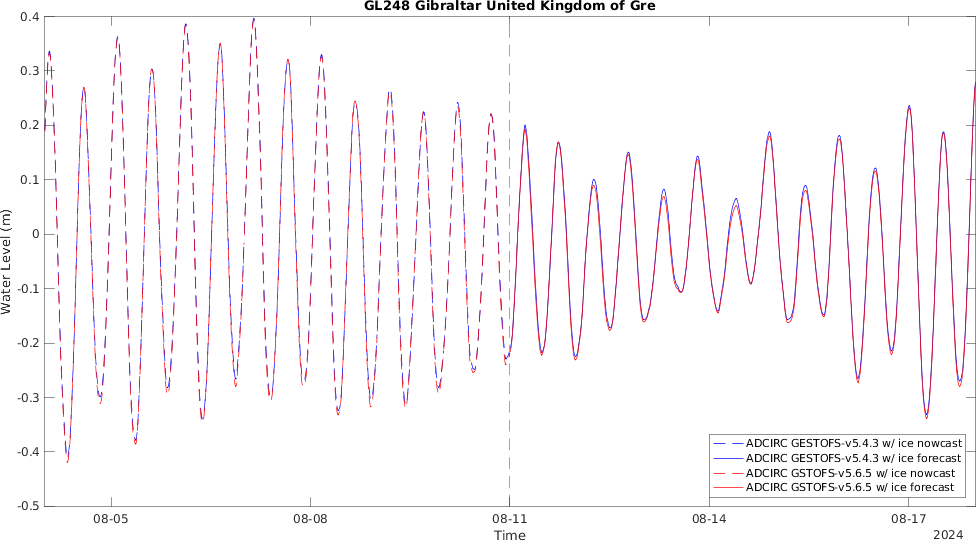 GL248 Gibraltar United Kingdom of Gre
0.4
0.3
0.2
0.1
0
-0.1
-0.2
-0.3
-0.4
-0.5
Water Level (m)
08-05
08-08
08-11
08-14
08-17
Time
2024
ADCIRC GESTOFS-v5.4.3 w/ ice nowcast
ADCIRC GESTOFS-v5.4.3 w/ ice forecast
ADCIRC GSTOFS-v5.6.5 w/ ice nowcast
ADCIRC GSTOFS-v5.6.5 w/ ice forecast